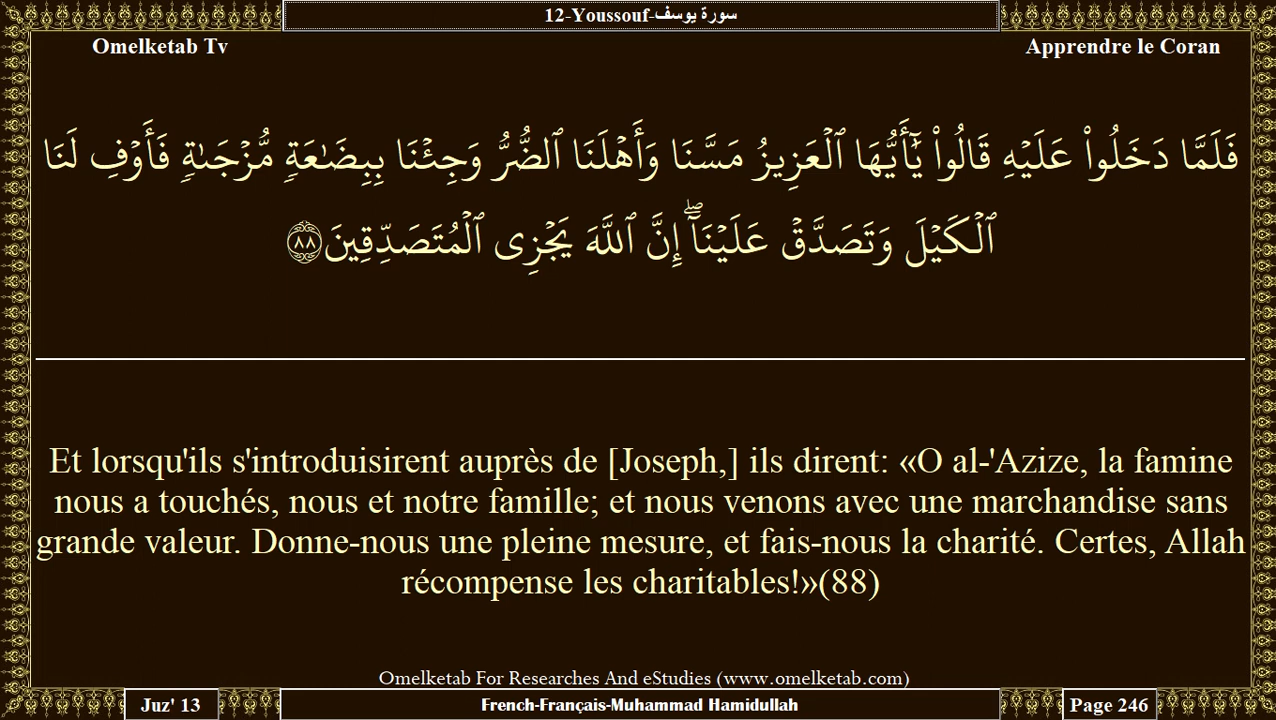 12-Youssouf-سورة يوسف
Omelketab Tv
Apprendre le Coran
فَلَمَّا دَخَلُوا۟ عَلَيْهِ قَالُوا۟ يَٰٓأَيُّهَا ٱلْعَزِيزُ مَسَّنَا وَأَهْلَنَا ٱلضُّرُّ وَجِئْنَا بِبِضَٰعَةٍ مُّزْجَىٰةٍ فَأَوْفِ لَنَا
ٱلْكَيْلَ وَتَصَدَّقْ عَلَيْنَآ ۖ إِنَّ ٱللَّهَ يَجْزِى ٱلْمُتَصَدِّقِينَ ٨٨
Et lorsqu'ils s'introduisirent auprès de [Joseph,] ils dirent: «O al-'Azize, la famine
nous a touchés, nous et notre famille; et nous venons avec une marchandise sans
grande valeur. Donne-nous une pleine mesure, et fais-nous la charité. Certes, Allah
récompense les charitables!»(88)
Omelketab For Researches And eStudies (www.omelketab.com)
Juz' 13
French-Français-Muhammad Hamidullah
Page 246